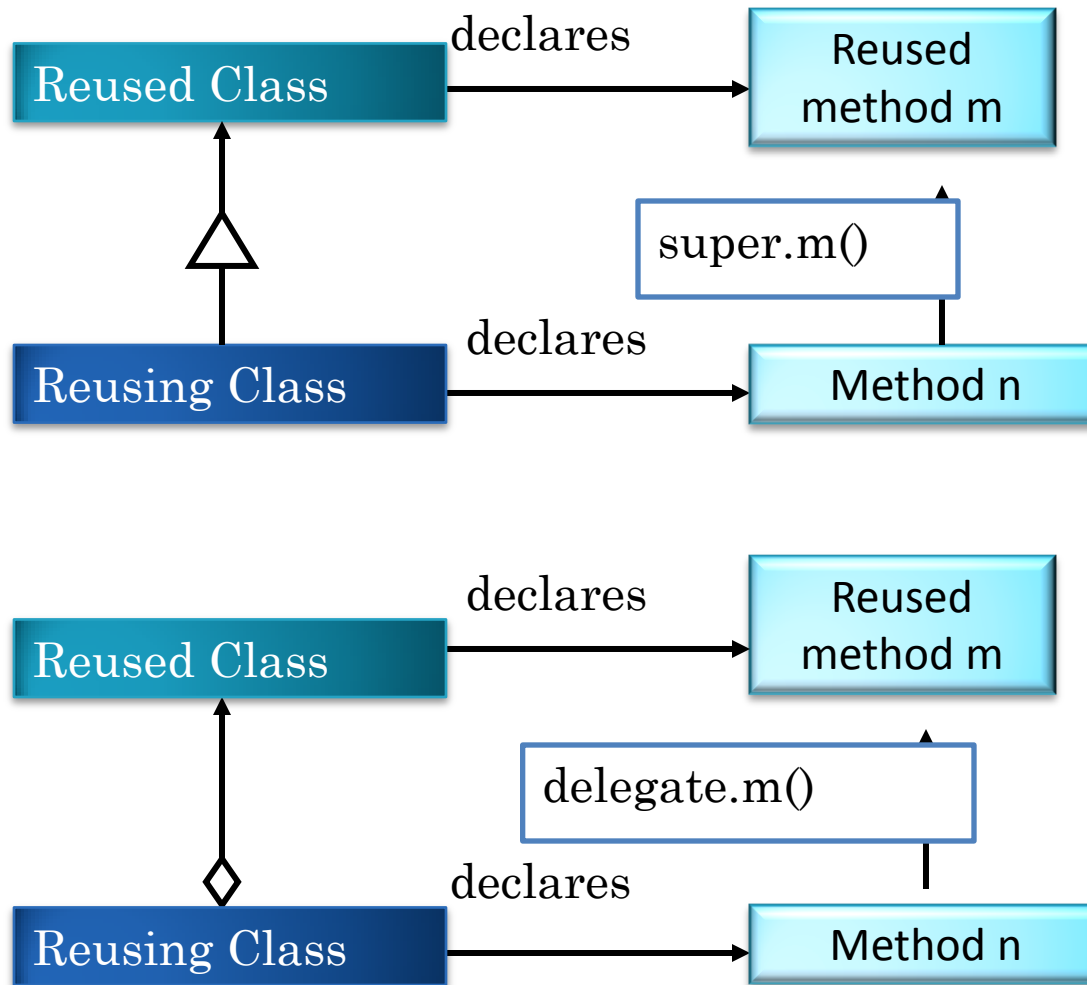 declares
Reused Class
Reused
method m
super.m()
declares
Reusing Class
Method n
declares
Reused
method m
Reused Class
delegate.m()
declares
Reusing Class
Method n